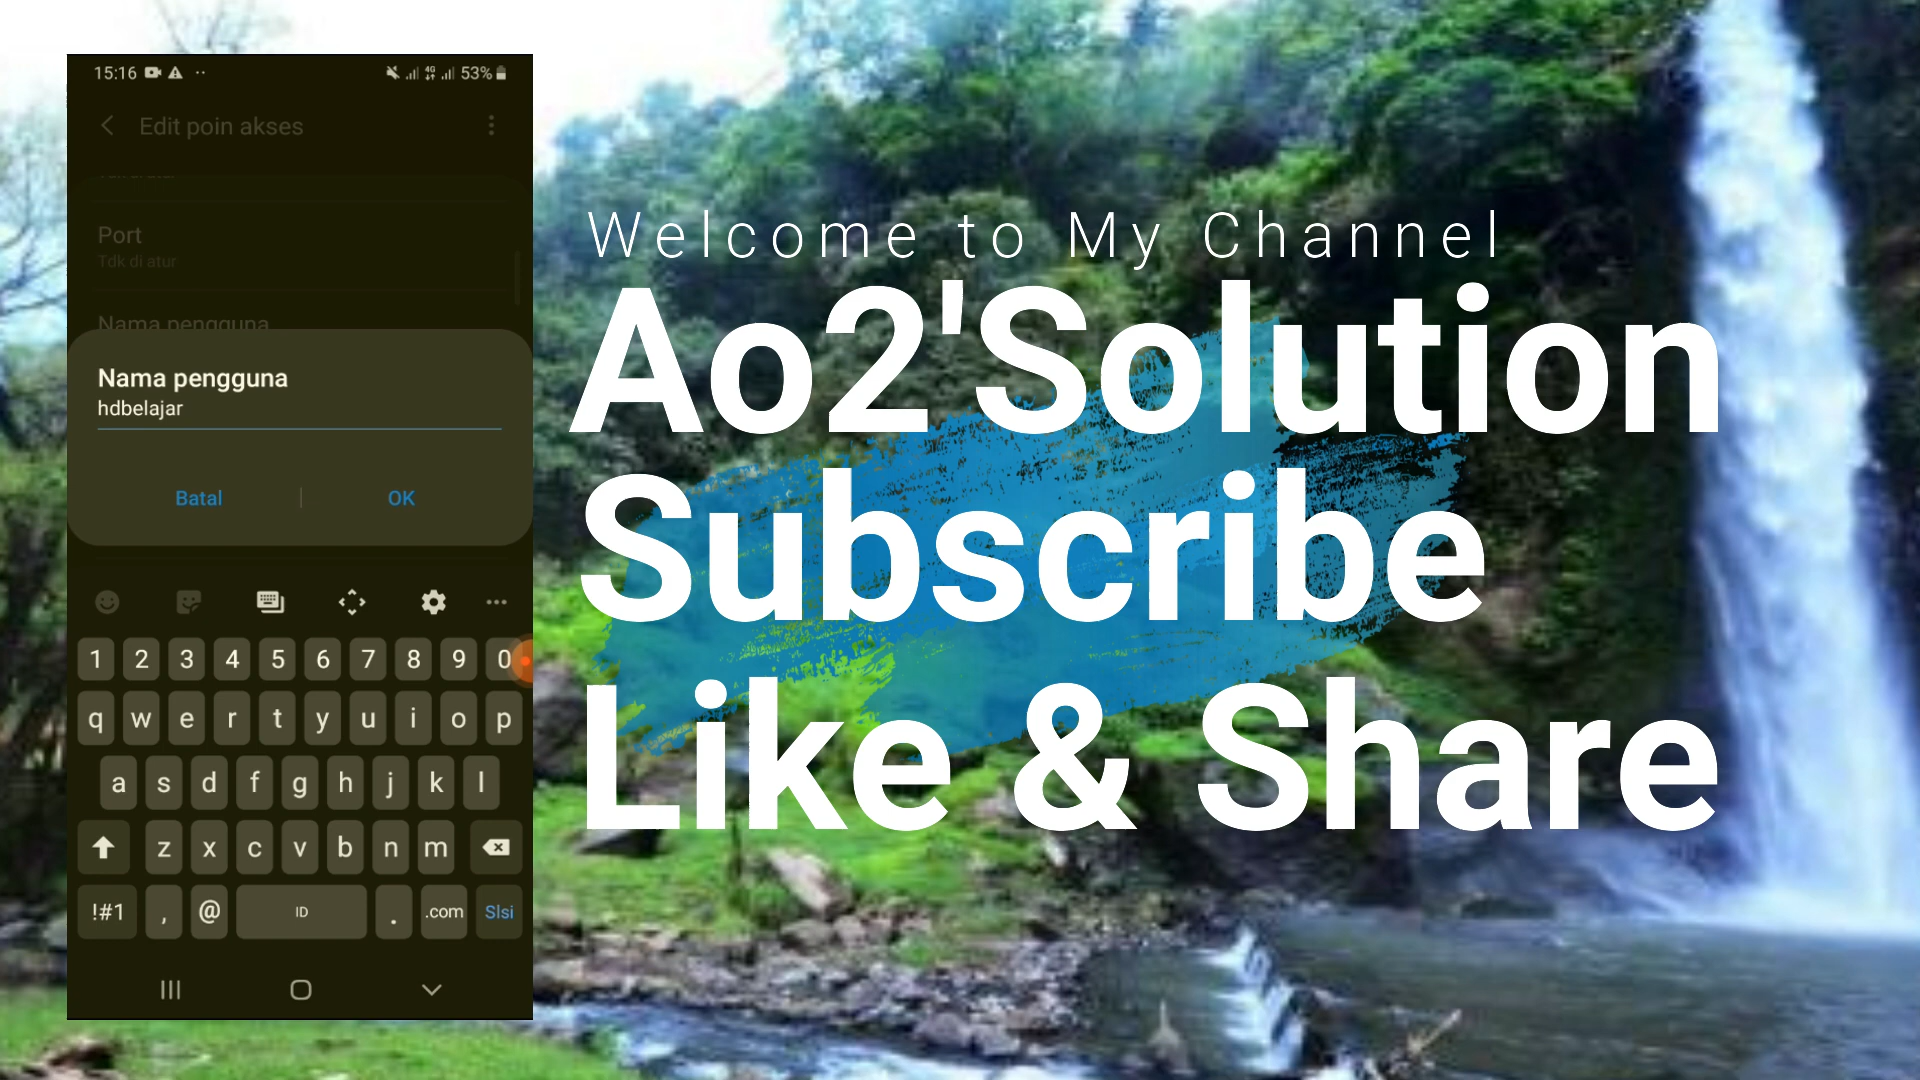 15:16 4G 53%
Edit poin akses
Port
Tdk di atur
Nama pengguna
Nama pengguna
hdbelajar
Batal OK
1 2 3 4 5 6 7 8 9 0
q w e r t y u i o p
a s d f g h j k l
z x c v b n m
!#1 , @ ID . .com Slsi
Welcome to My Channel
Ao2'Solution
Subscribe
Like & Share